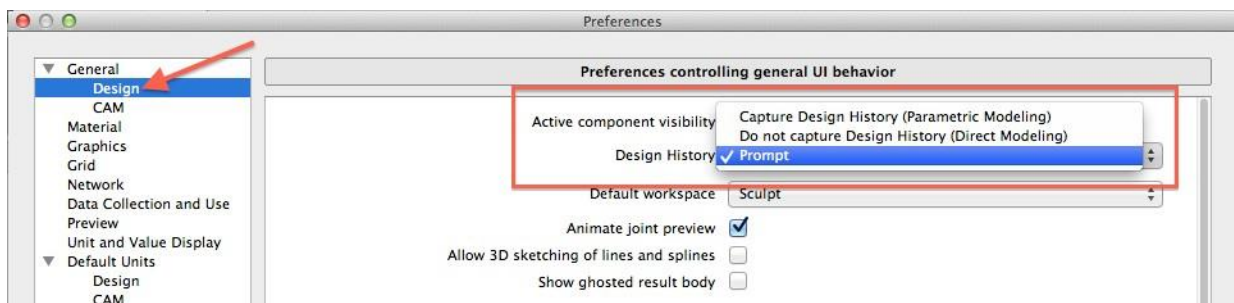 Preferences
General
Design
CAM
Material
Graphics
Grid
Network
Data Collection and Use
Preview
Unit and Value Display
Default Units
Design
CAM
Preferences controlling general UI behavior
Active component visibility
Capture Design History (Parametric Modeling)
Do not capture Design History (Direct Modeling)
Design History ✓ Prompt
Default workspace Sculpt
Animate joint preview
Allow 3D sketching of lines and splines
Show ghosted result body